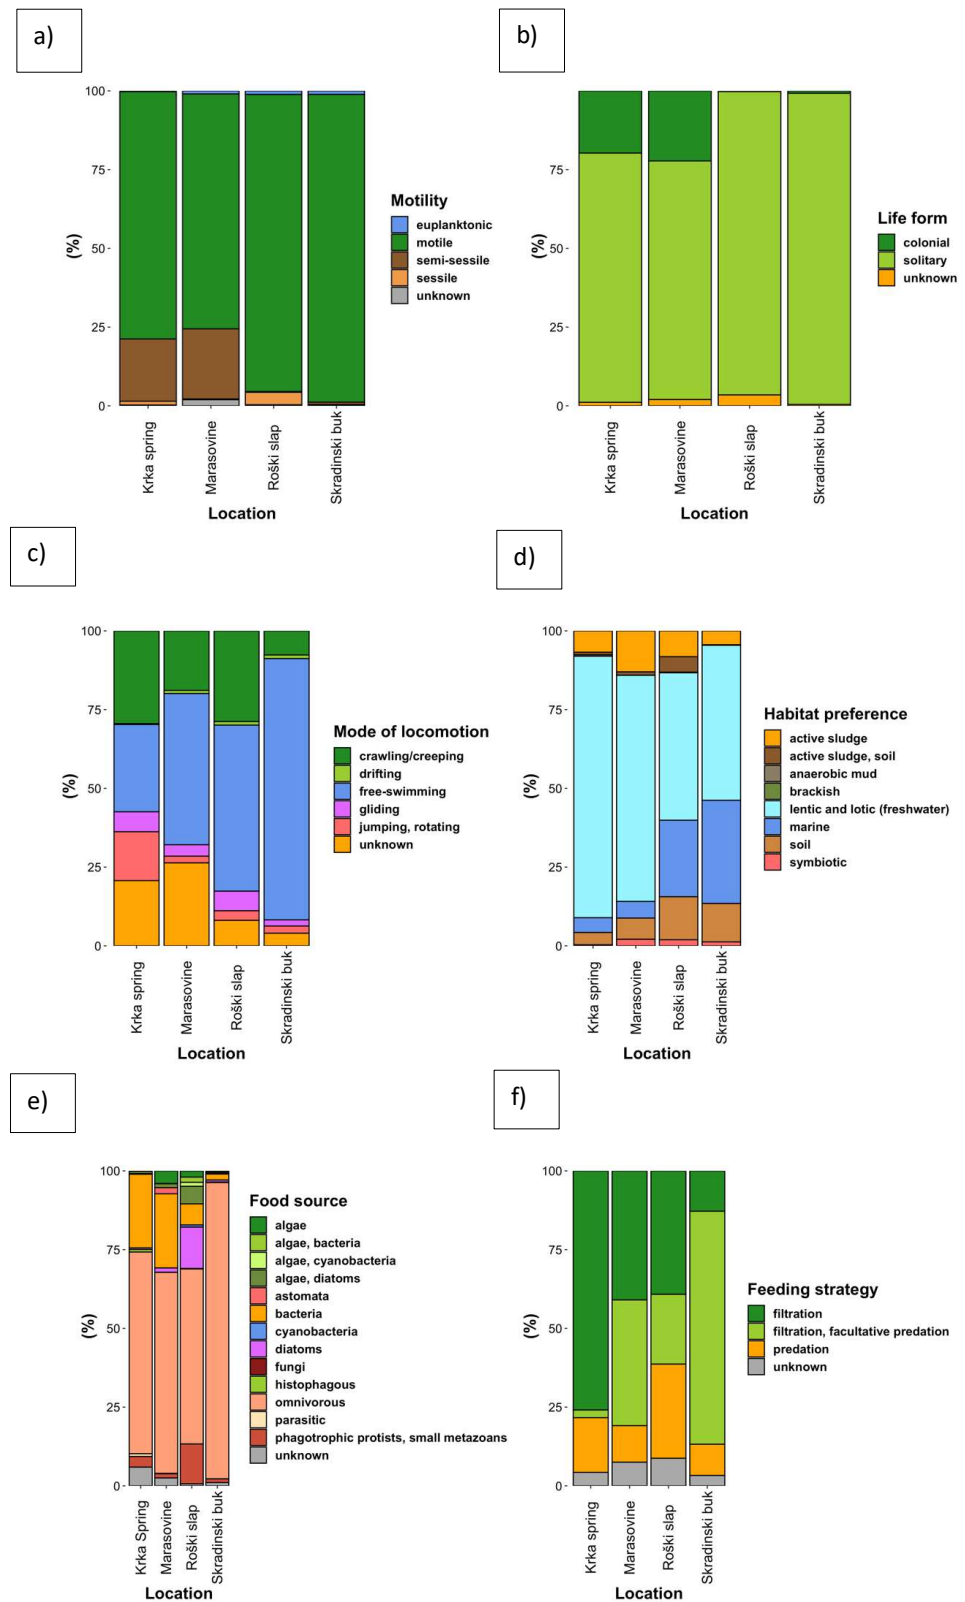 a)
100
75
50
25
0
(%)
Krka spring
Marasovine
Roški slap
Skradinski buk
Location
Motility
euplanktonic
motile
semi-sessile
sessile
unknown
b)
100
75
50
25
0
(%)
Krka spring
Marasovine
Roški slap
Skradinski buk
Location
Life form
colonial
solitary
unknown
c)
100
75
50
25
0
(%)
Krka spring
Marasovine
Roški slap
Skradinski buk
Location
Mode of locomotion
crawling/creeping
drifting
free-swimming
gliding
jumping, rotating
unknown
d)
100
75
50
25
0
(%)
Krka spring
Marasovine
Roški slap
Skradinski buk
Location
Habitat preference
active sludge
active sludge, soil
anaerobic mud
brackish
lentic and lotic (freshwater)
marine
soil
symbiotic
e)
100
75
50
25
0
(%)
Krka Spring
Marasovine
Roški slap
Skradinski buk
Location
Food source
algae
algae, bacteria
algae, cyanobacteria
algae, diatoms
astomata
bacteria
cyanobacteria
diatoms
fungi
histophagous
omnivorous
parasitic
phagotrophic protists, small metazoans
unknown
f)
100
75
50
25
0
(%)
Krka spring
Marasovine
Roški slap
Skradinski buk
Location
Feeding strategy
filtration
filtration, facultative predation
predation
unknown